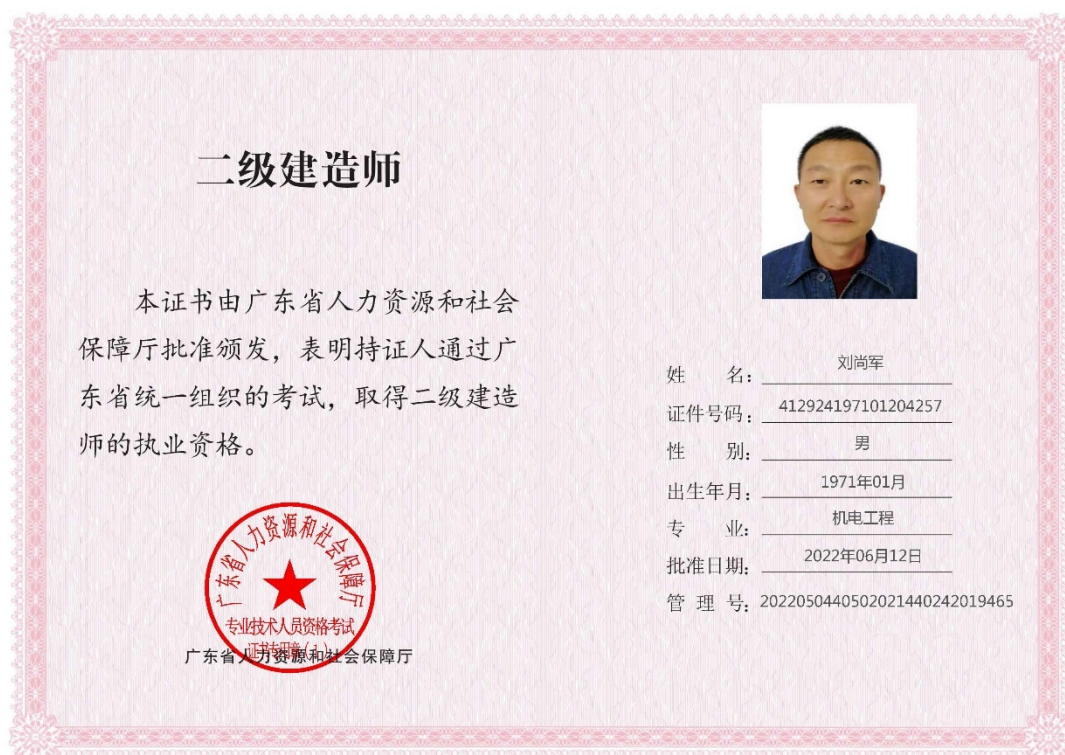 二级建造师
本证书由广东省人力资源和社会
保障厅批准颁发，表明持证人通过广
东省统一组织的考试，取得二级建造
师的执业资格。
广东省人力资源和社会保障厅
专业技术人员资格考试
证书专用章（1）
广东省人力资源和社会保障厅
姓 名：刘尚军
证件号码：412924197101204257
性 别：男
出生年月：1971年01月
专 业：机电工程
批准日期：2022年06月12日
管 理 号：2022050440502021440242019465